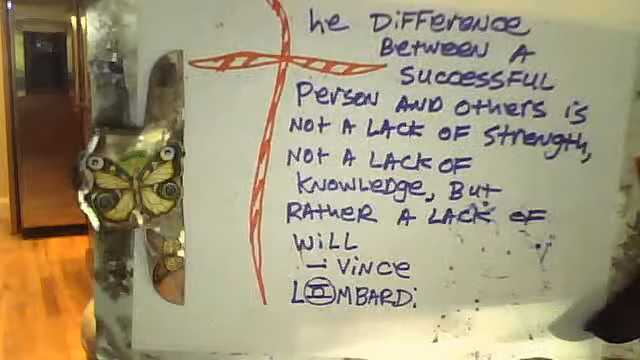 The DiffereNce
BetweeN A
SUCCESSFUL
PERSON AND others is
Not A LACK OF StreNgth,
Not A LACK OF
KNowledge, But
RAtheR A LACK OF
WiLL
- ViNce
LOMBARDi